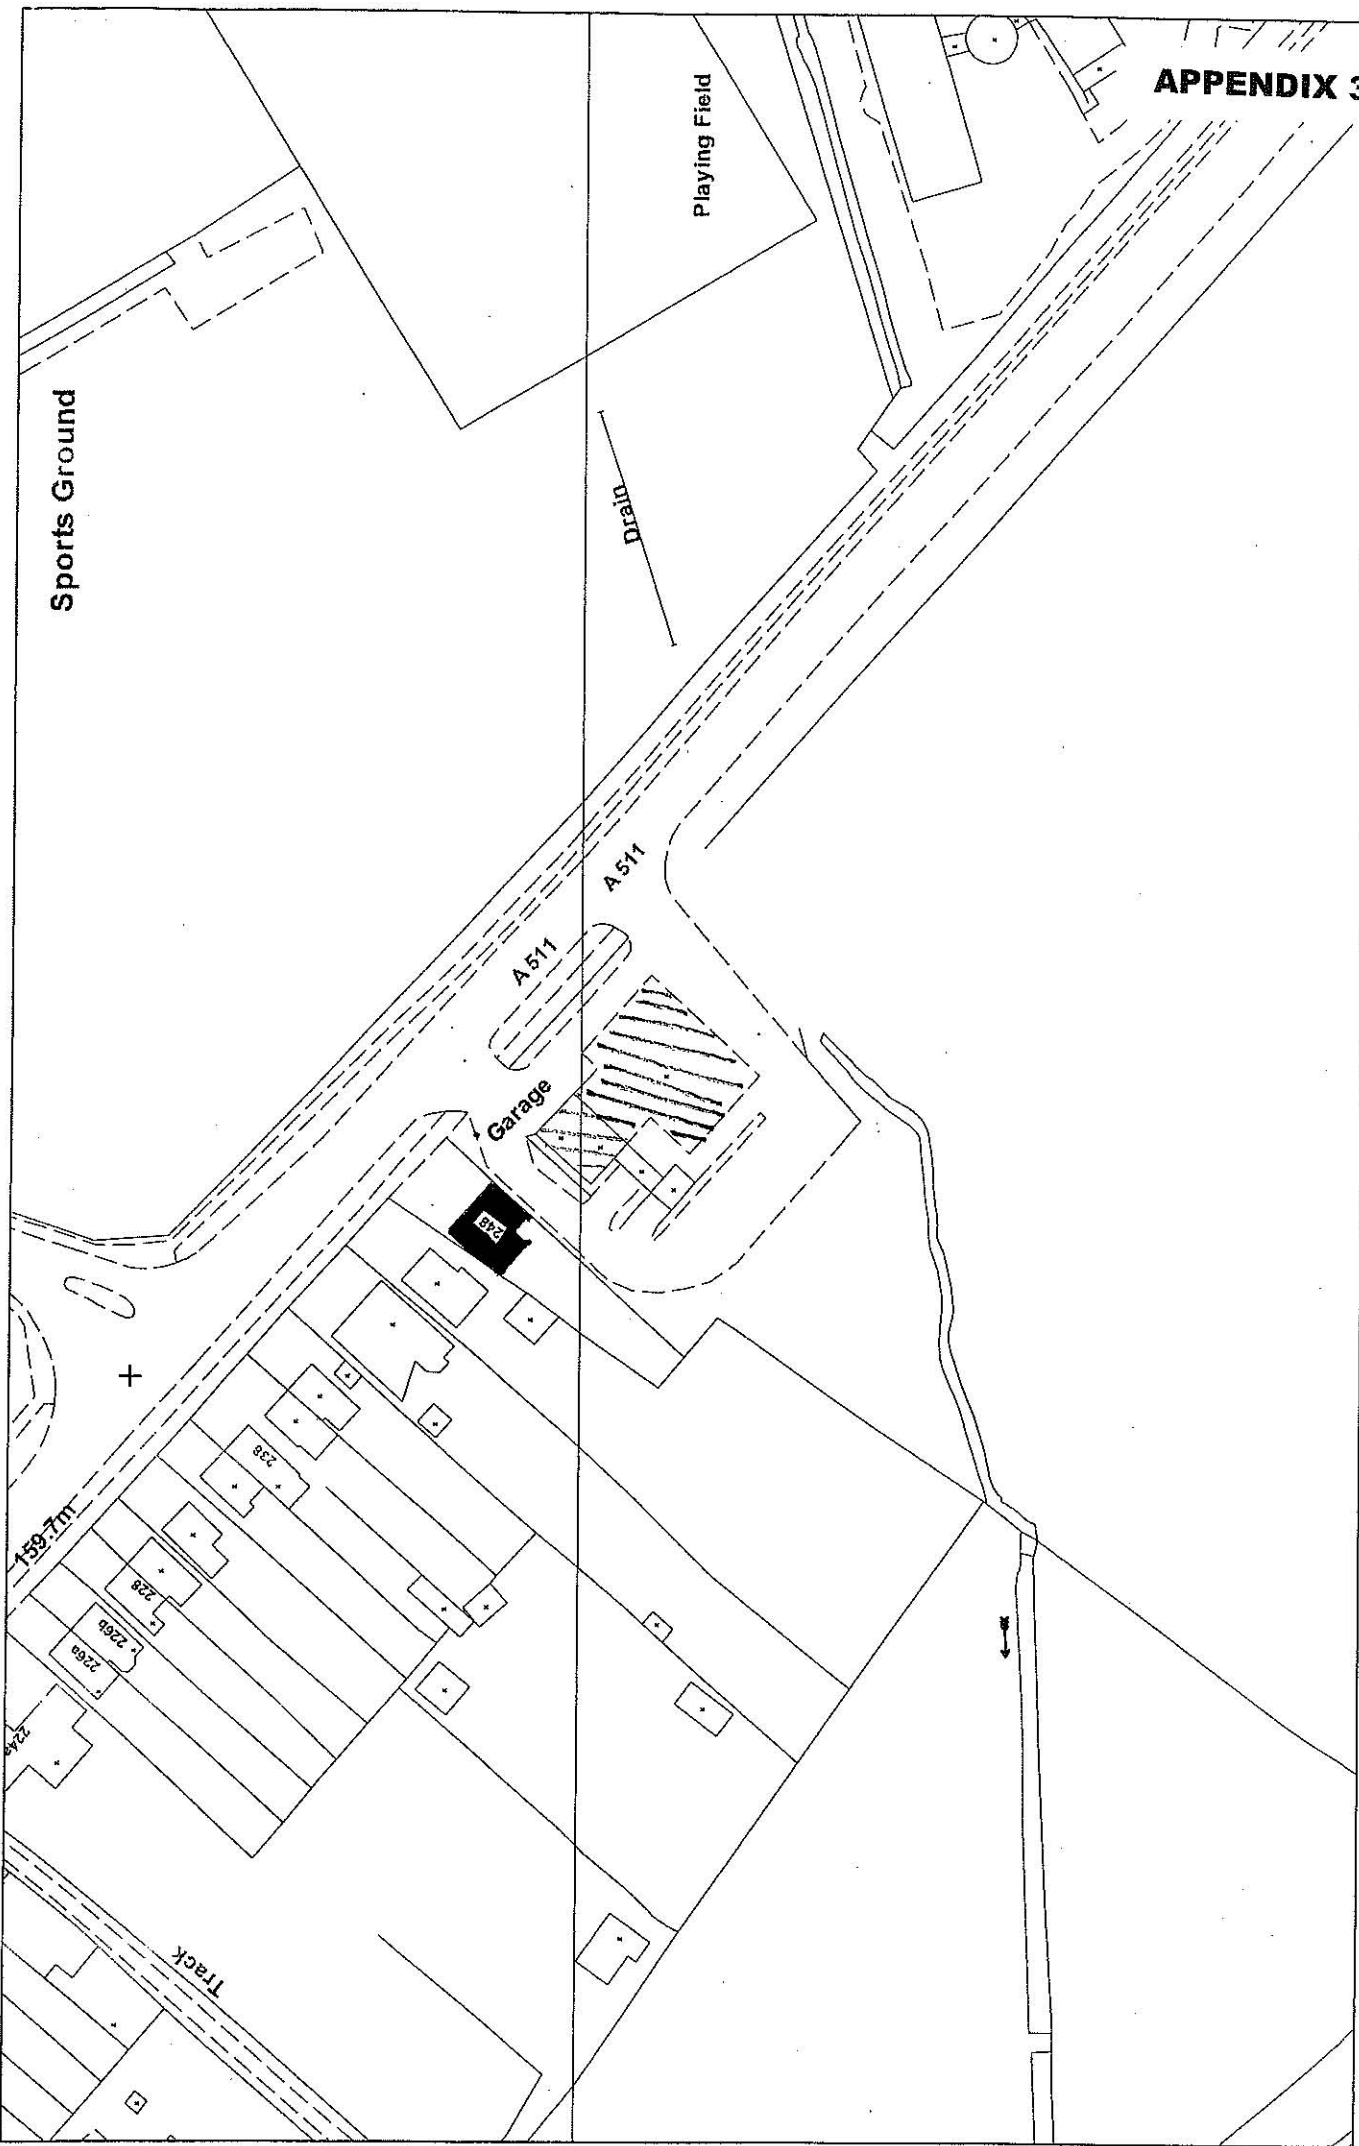 APPENDIX 3
Playing Field
Sports Ground
Drain
A 511
A 511
Garage
248
238
159.7m
228
226b
226a
224a
Track